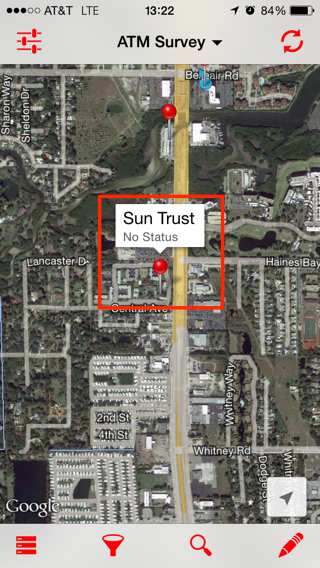 AT&T LTE 13:22 84%
ATM Survey
Belleair Rd
Sharon Way
Sheldon Dr
Sun Trust
No Status
Lancaster D
Haines Bay
Central Ave
Whitney Way
2nd St
4th St
Whitney Rd
Dodge St
Whit
Google